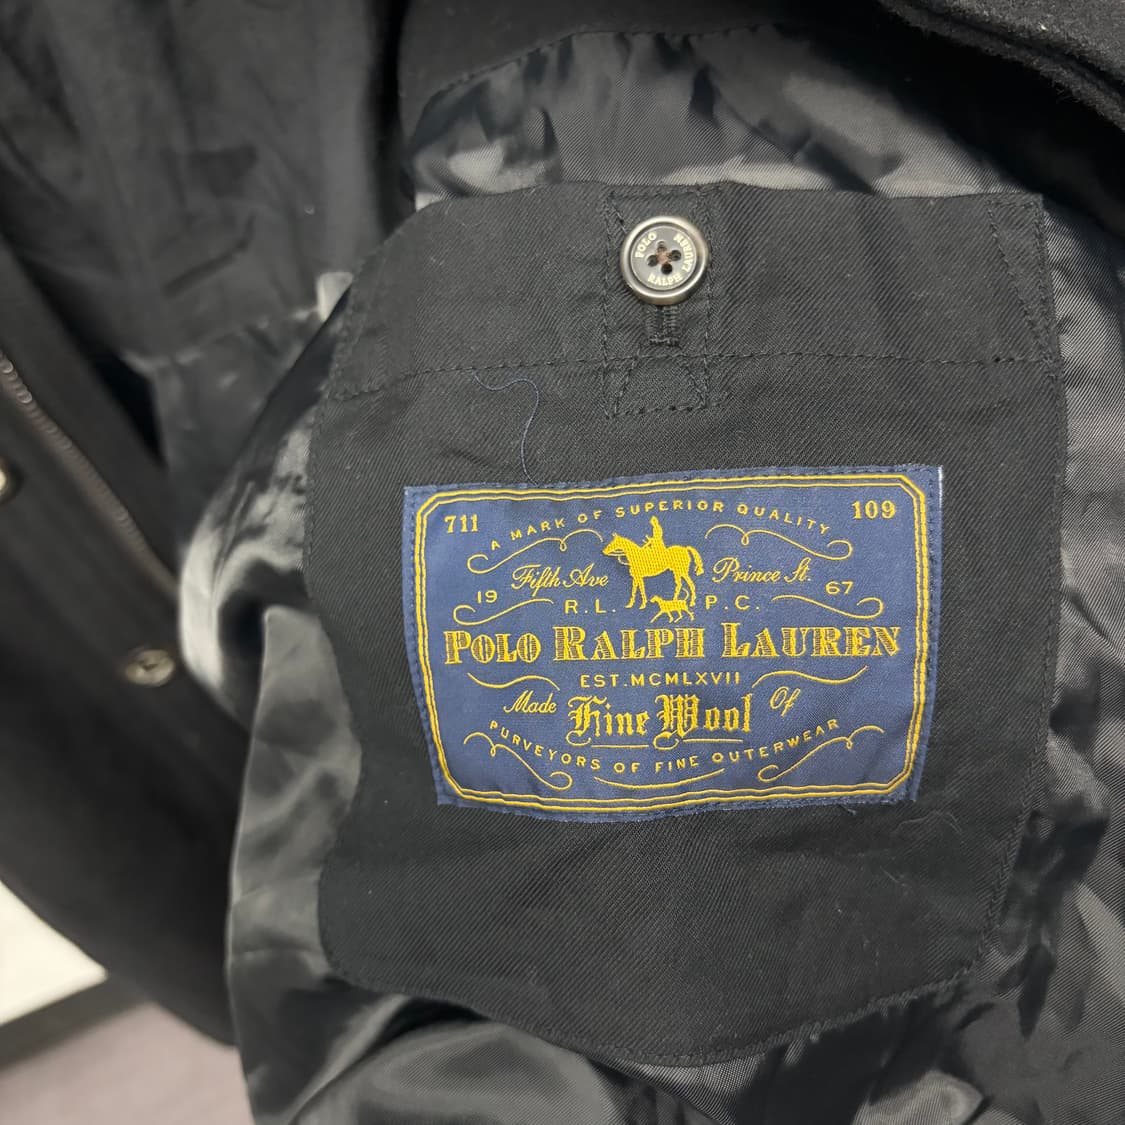 POLO RALPH LAUREN
711 109
A MARK OF SUPERIOR QUALITY
Fifth Ave Prince St.
19 67
R.L. P.C.
POLO RALPH LAUREN
EST.MCMLXVII
Made Of
Fine Wool
PURVEYORS OF FINE OUTERWEAR